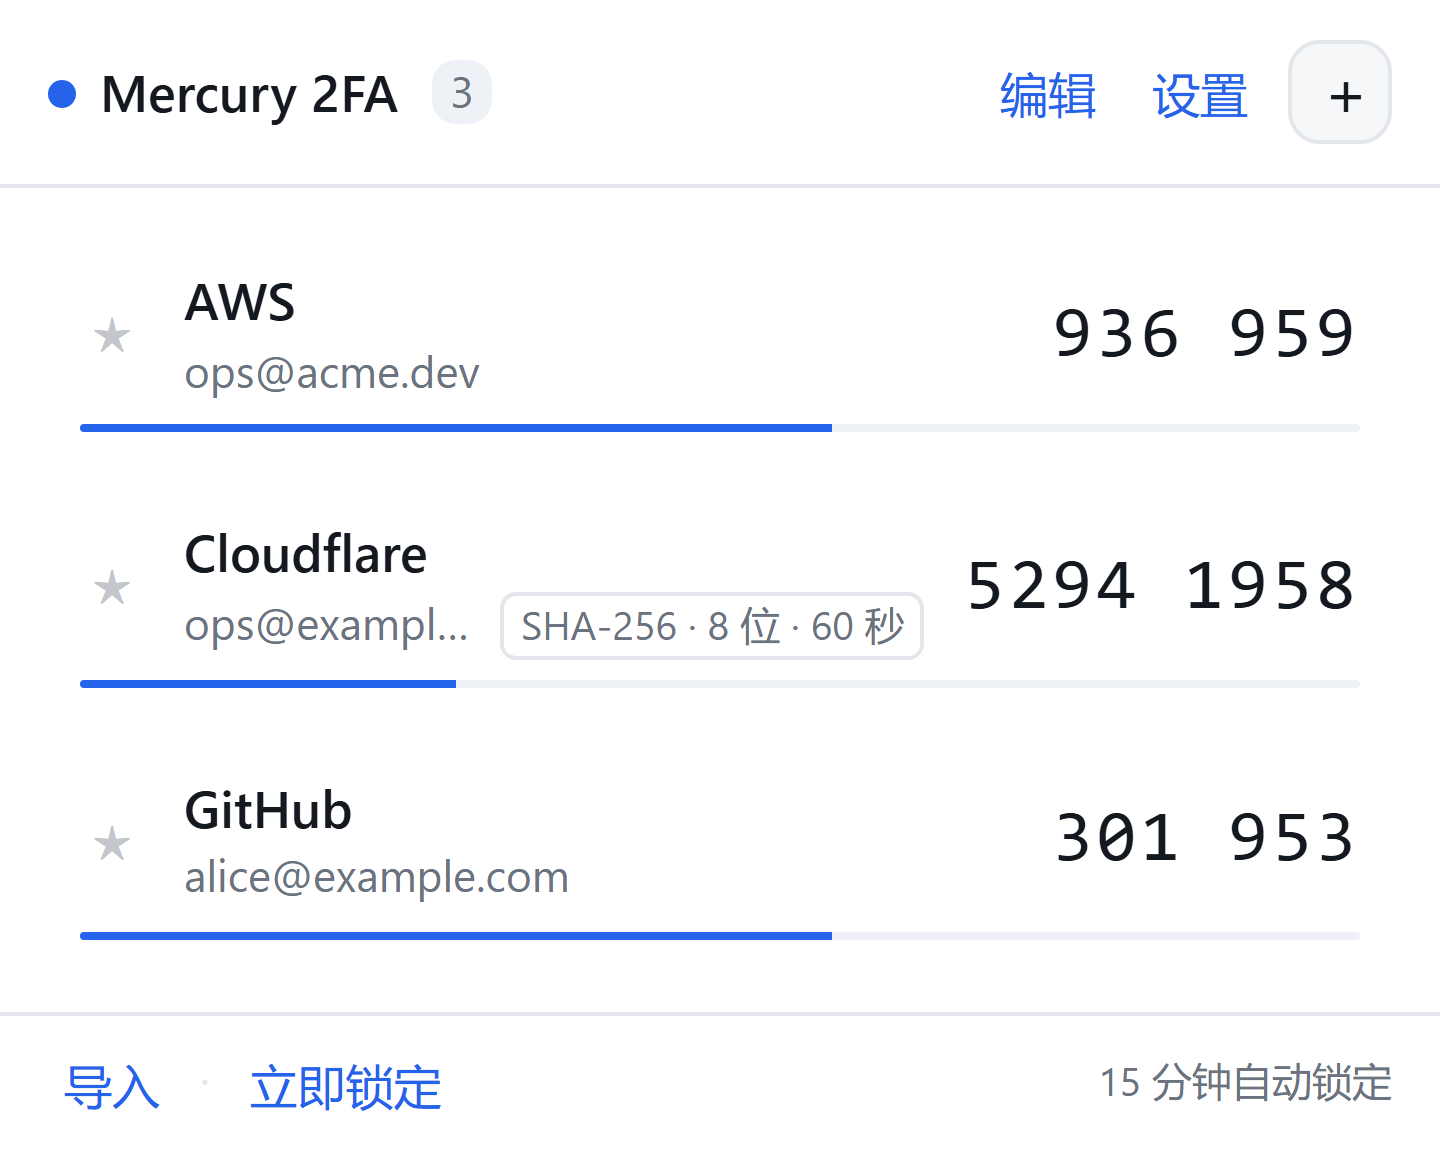 Mercury 2FA 3 编辑 设置 +
AWS
ops@acme.dev
936 959
Cloudflare
ops@exampl... SHA-256 · 8 位 · 60 秒
5294 1958
GitHub
alice@example.com
301 953
导入 · 立即锁定 15 分钟自动锁定